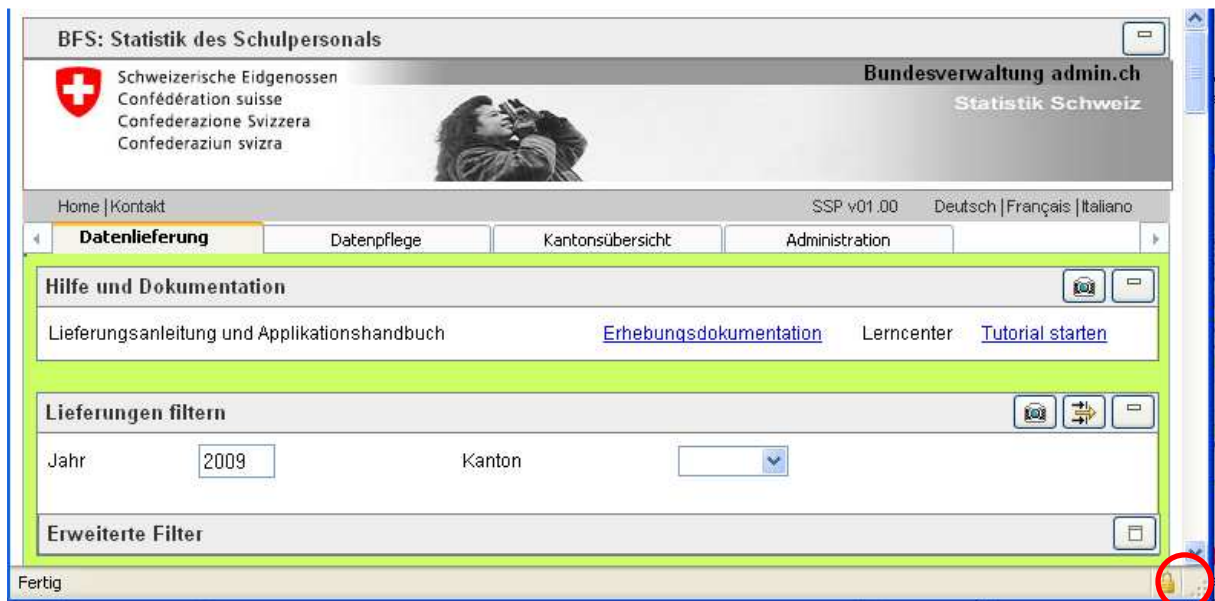 BFS: Statistik des Schulpersonals
Schweizerische Eidgenossen
Confédération suisse
Confederazione Svizzera
Confederaziun svizra
Bundesverwaltung admin.ch
Statistik Schweiz
Home | Kontakt SSP v01.00 Deutsch | Français | Italiano
Datenlieferung Datenpflege Kantonsübersicht Administration
Hilfe und Dokumentation
Lieferungsanleitung und Applikationshandbuch Erhebungsdokumentation Lerncenter Tutorial starten
Lieferungen filtern
Jahr 2009 Kanton
Erweiterte Filter
Fertig